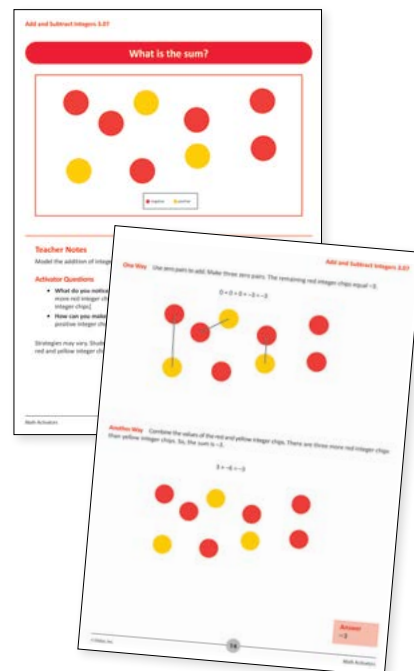 Add and Subtract Integers 3.07
What is the sum?
negative positive
Teacher Notes
Model the addition of intege
Activator Questions
• What do you notice
more red integer ch
integer chips]
• How can you make
positive integer chi
Strategies may vary. Stude
red and yellow integer ch
Math Activators
Add and Subtract Integers 3.07
One Way Use zero pairs to add. Make three zero pairs. The remaining red integer chips equal −3.
0 + 0 + 0 + −3 = −3
Another Way Combine the values of the red and yellow integer chips. There are three more red integer chips
than yellow integer chips. So, the sum is −3.
3 + −6 = −3
Answer
−3
Math Activators